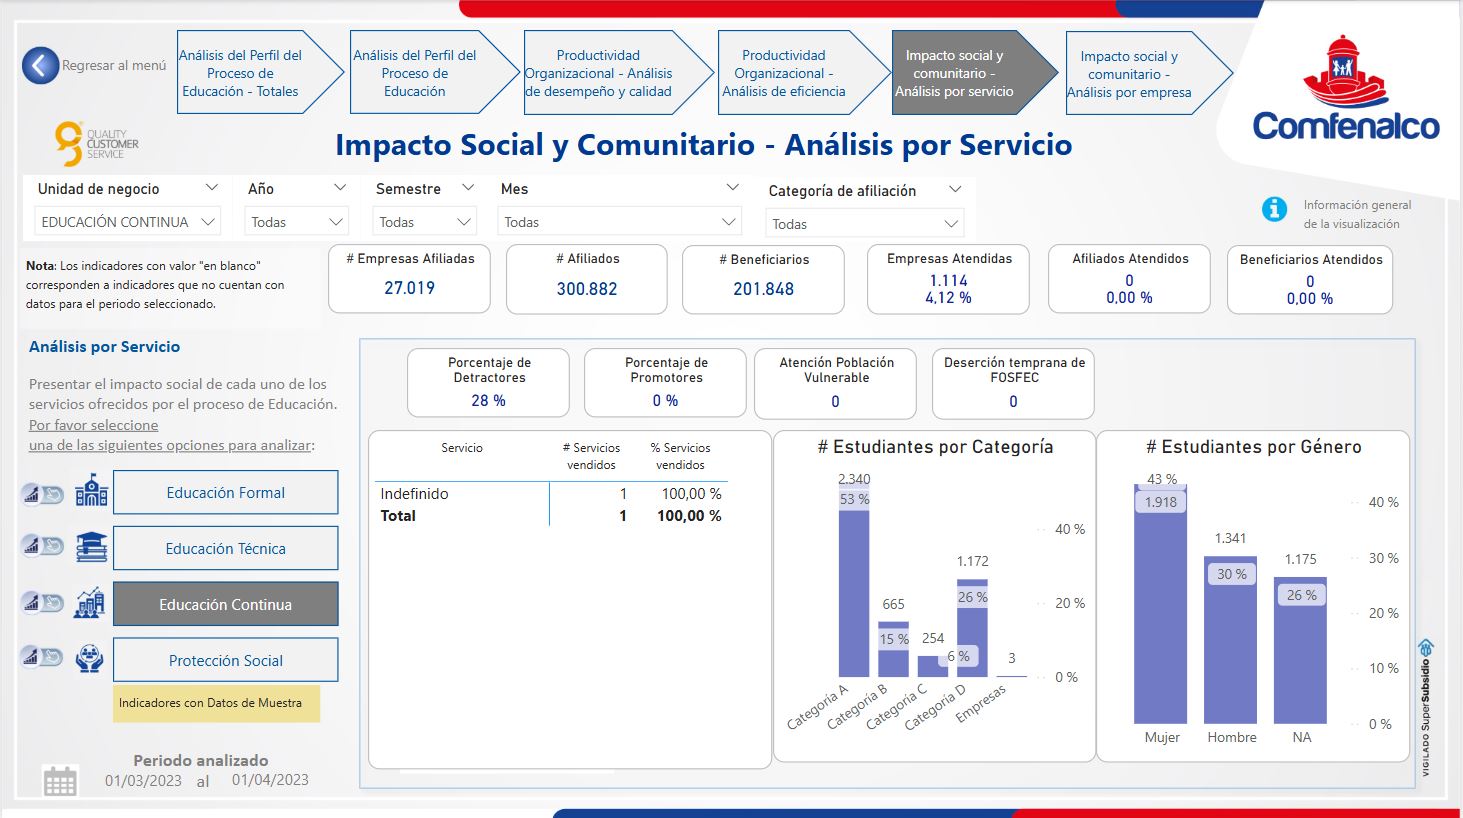 Regresar al menú
Análisis del Perfil del
Proceso de
Educación - Totales
Análisis del Perfil del
Proceso de
Educación
Productividad
Organizacional - Análisis
de desempeño y calidad
Productividad
Organizacional -
Análisis de eficiencia
Impacto social y
comunitario -
Análisis por servicio
Impacto social y
comunitario -
Análisis por empresa
Comfenalco
QUALITY
CUSTOMER
SERVICE
Impacto Social y Comunitario - Análisis por Servicio
Unidad de negocio
EDUCACIÓN CONTINUA
Año
Todas
Semestre
Todas
Mes
Todas
Categoría de afiliación
Todas
Información general
de la visualización
Nota: Los indicadores con valor "en blanco"
corresponden a indicadores que no cuentan con
datos para el periodo seleccionado.
# Empresas Afiliadas
27.019
# Afiliados
300.882
# Beneficiarios
201.848
Empresas Atendidas
1.114
4,12 %
Afiliados Atendidos
0
0,00 %
Beneficiarios Atendidos
0
0,00 %
Análisis por Servicio
Presentar el impacto social de cada uno de los
servicios ofrecidos por el proceso de Educación.
Por favor seleccione
una de las siguientes opciones para analizar:
Educación Formal
Educación Técnica
Educación Continua
Protección Social
Indicadores con Datos de Muestra
Periodo analizado
01/03/2023 al 01/04/2023
Porcentaje de
Detractores
28 %
Porcentaje de
Promotores
0 %
Atención Población
Vulnerable
0
Deserción temprana de
FOSFEC
0
Servicio # Servicios vendidos % Servicios vendidos
Indefinido 1 100,00 %
Total 1 100,00 %
# Estudiantes por Categoría
2.340
53 %
665
15 %
254
6 %
1.172
26 %
3
40 %
20 %
0 %
Categoría A
Categoría B
Categoría C
Categoría D
Empresas
# Estudiantes por Género
43 %
1.918
1.341
30 %
1.175
26 %
40 %
30 %
20 %
10 %
0 %
Mujer
Hombre
NA
VIGILADO SuperSubsidio